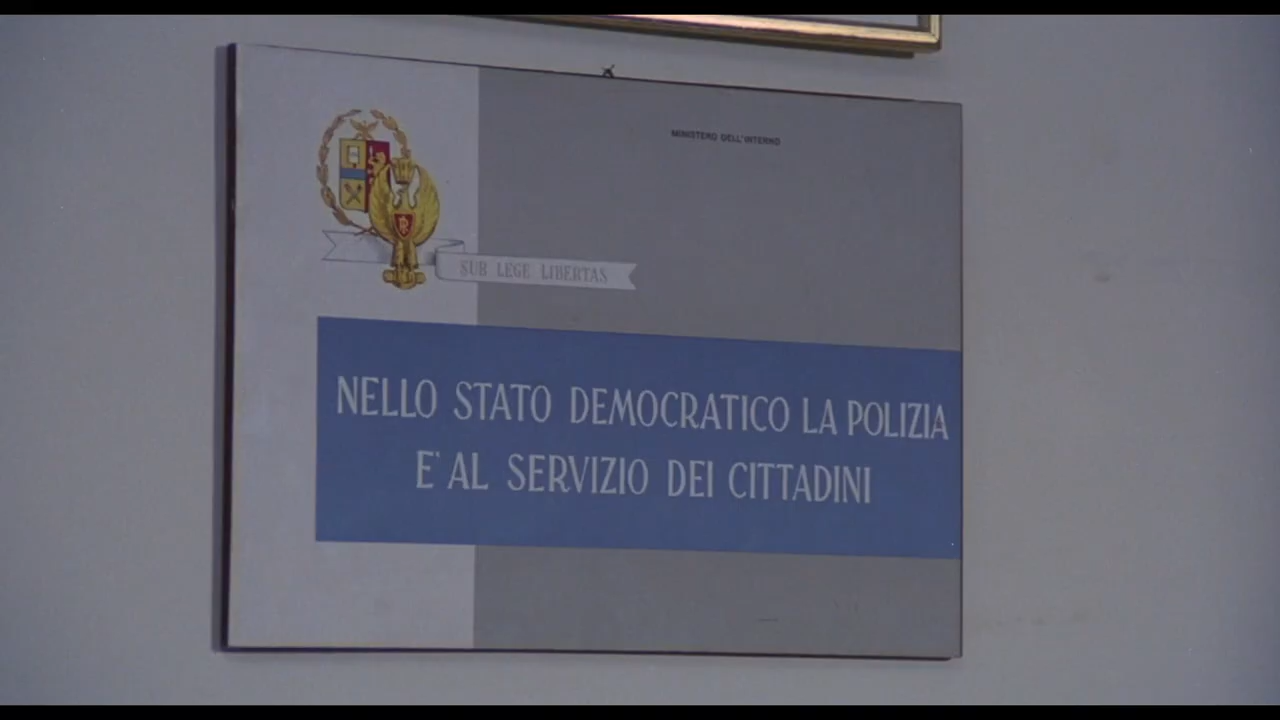 MINISTERO DELL'INTERNO
SUB LEGE LIBERTAS
NELLO STATO DEMOCRATICO LA POLIZIA
E' AL SERVIZIO DEI CITTADINI